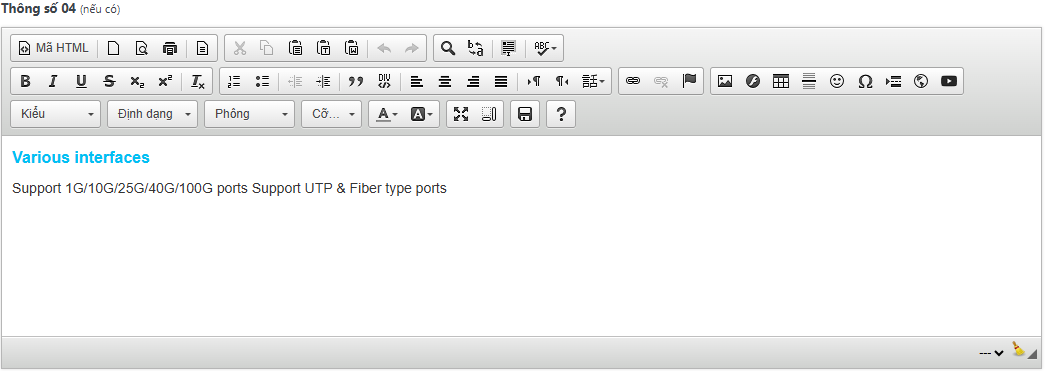 Thông số 04 (nếu có)
Mã HTML
Kiểu Định dạng Phông Cỡ...
Various interfaces
Support 1G/10G/25G/40G/100G ports Support UTP & Fiber type ports
---